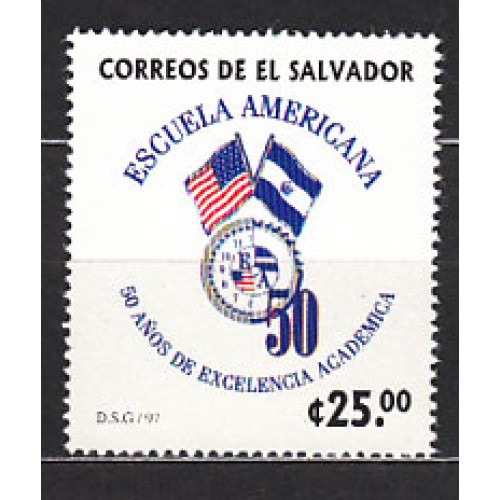 CORREOS DE EL SALVADOR
ESCUELA AMERICANA
E A
50
50 AÑOS DE EXCELENCIA ACADEMICA
¢25.00
D.S.G./97